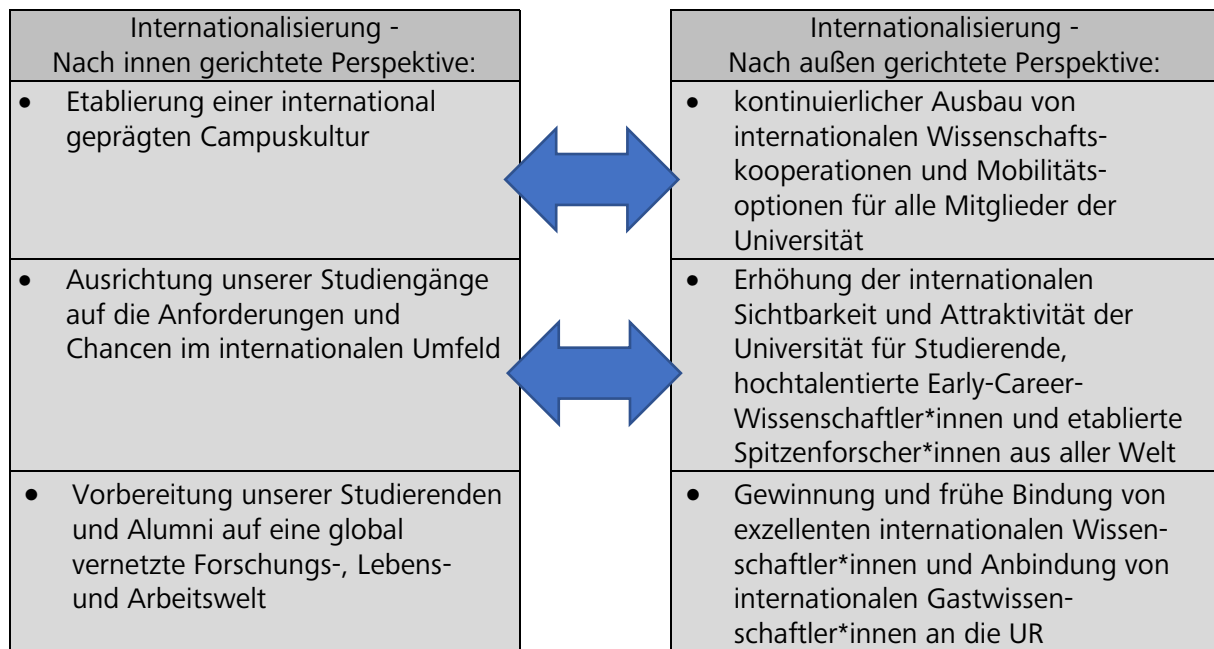 Internationalisierung -
Nach innen gerichtete Perspektive:
• Etablierung einer international
geprägten Campuskultur
• Ausrichtung unserer Studiengänge
auf die Anforderungen und
Chancen im internationalen Umfeld
• Vorbereitung unserer Studierenden
und Alumni auf eine global
vernetzte Forschungs-, Lebens-
und Arbeitswelt
Internationalisierung -
Nach außen gerichtete Perspektive:
• kontinuierlicher Ausbau von
internationalen Wissenschafts-
kooperationen und Mobilitäts-
optionen für alle Mitglieder der
Universität
• Erhöhung der internationalen
Sichtbarkeit und Attraktivität der
Universität für Studierende,
hochtalentierte Early-Career-
Wissenschaftler*innen und etablierte
Spitzenforscher*innen aus aller Welt
• Gewinnung und frühe Bindung von
exzellenten internationalen Wissen-
schaftler*innen und Anbindung von
internationalen Gastwissen-
schaftler*innen an die UR